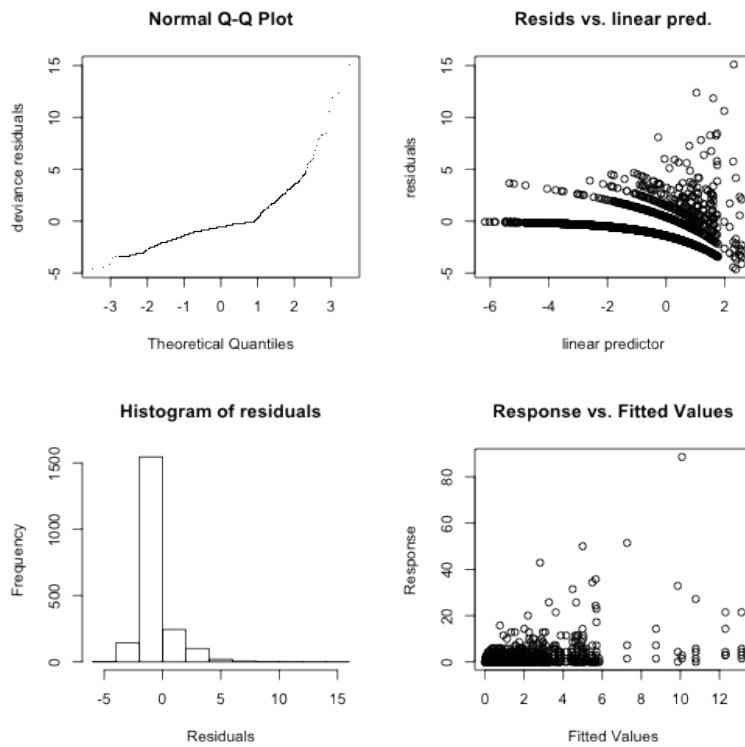 Normal Q-Q Plot
deviance residuals
15
10
5
0
-5
-3 -2 -1 0 1 2 3
Theoretical Quantiles
Resids vs. linear pred.
residuals
15
10
5
0
-5
-6 -4 -2 0 2
linear predictor
Histogram of residuals
Frequency
1500
500
0
-5 0 5 10 15
Residuals
Response vs. Fitted Values
Response
80
60
40
20
0
0 2 4 6 8 10 12
Fitted Values